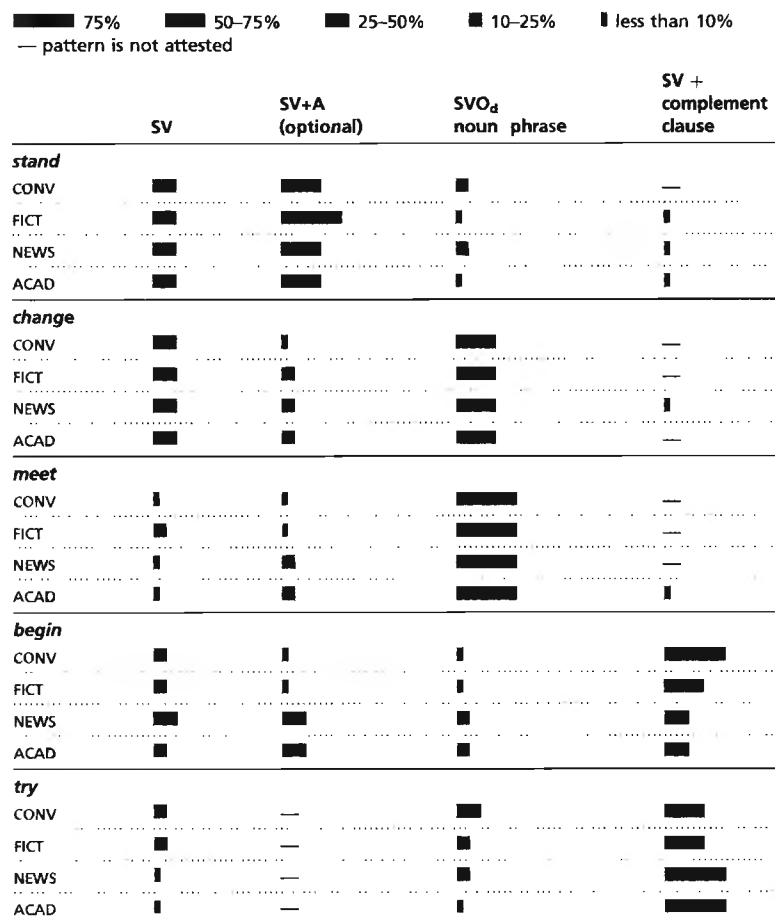 75% 50–75% 25–50% 10–25% less than 10%
— pattern is not attested
SV SV+A (optional) SVOd noun phrase SV + complement clause
stand
CONV —
FICT
NEWS
ACAD
change
CONV —
FICT —
NEWS
ACAD —
meet
CONV —
FICT —
NEWS —
ACAD
begin
CONV
FICT
NEWS
ACAD
try
CONV —
FICT —
NEWS —
ACAD —